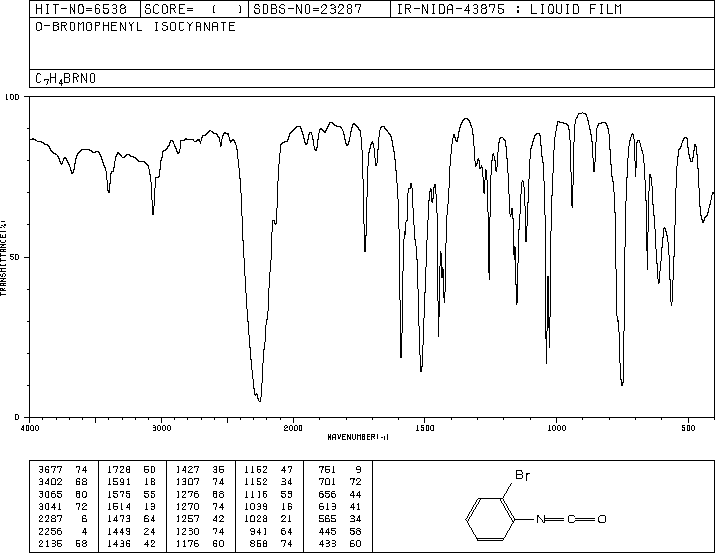 HIT-NO=6538 SCORE= ( ) SDBS-NO=23287 IR-NIDA-43875 : LIQUID FILM
O-BROMOPHENYL ISOCYANATE
C7H4BRNO
100
50
0
TRANSMITTANCE(%)
4000 3000 2000 1500 1000 500
WAVENUMBER(-1)
3677 74 1728 50 1427 35 1162 47 751 9
3402 68 1591 18 1307 74 1152 34 701 72
3065 80 1575 55 1276 88 1116 53 656 44
3041 72 1514 13 1270 74 1039 16 613 41
2287 6 1473 64 1257 42 1028 21 565 34
2256 4 1449 24 1230 74 941 64 445 58
2135 58 1436 42 1176 60 858 74 433 60
Br
N=C=O